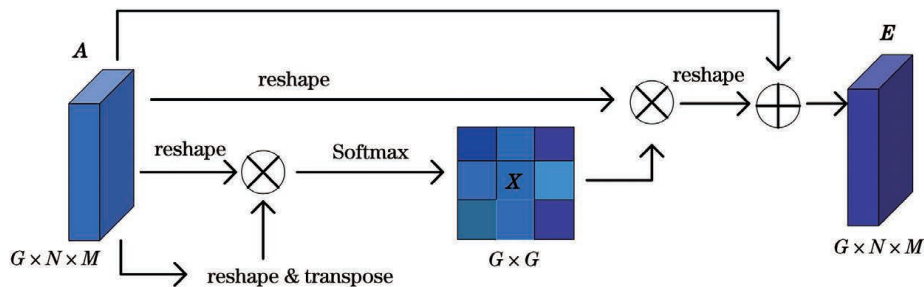 A
E
reshape
reshape
reshape
Softmax
X
G × N × M
reshape & transpose
G × G
G × N × M